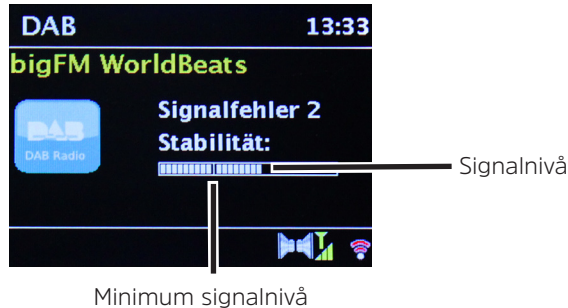 DAB 13:33
bigFM WorldBeats
DAB
DAB Radio
Signalfehler 2
Stabilität:
Signalnivå
Minimum signalnivå